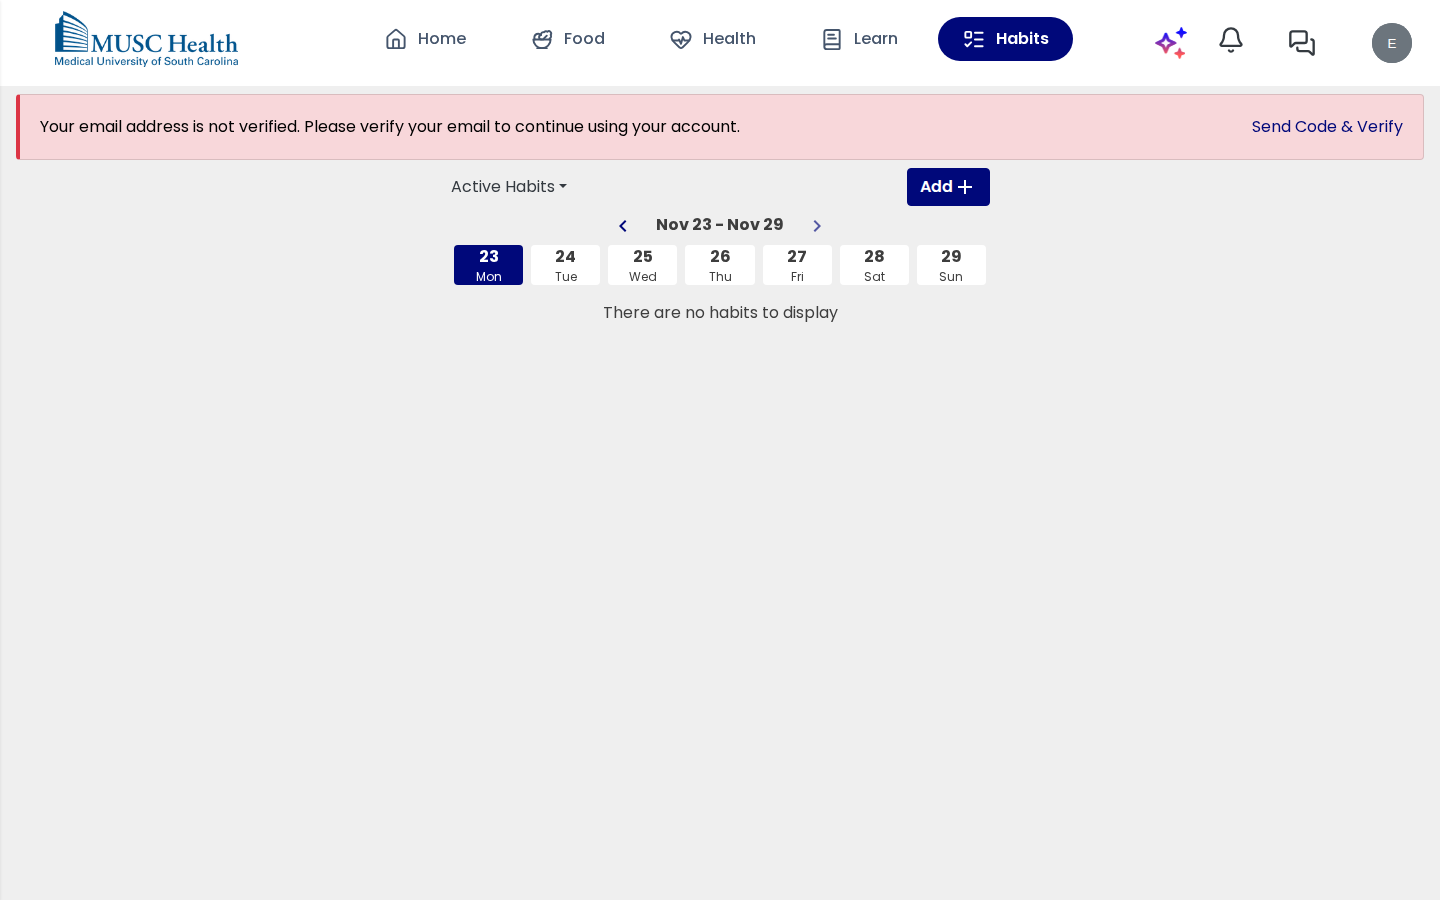 MUSC Health
Medical University of South Carolina
Home
Food
Health
Learn
Habits
E
Your email address is not verified. Please verify your email to continue using your account.
Send Code & Verify
Active Habits
Add
Nov 23 - Nov 29
23
Mon
24
Tue
25
Wed
26
Thu
27
Fri
28
Sat
29
Sun
There are no habits to display